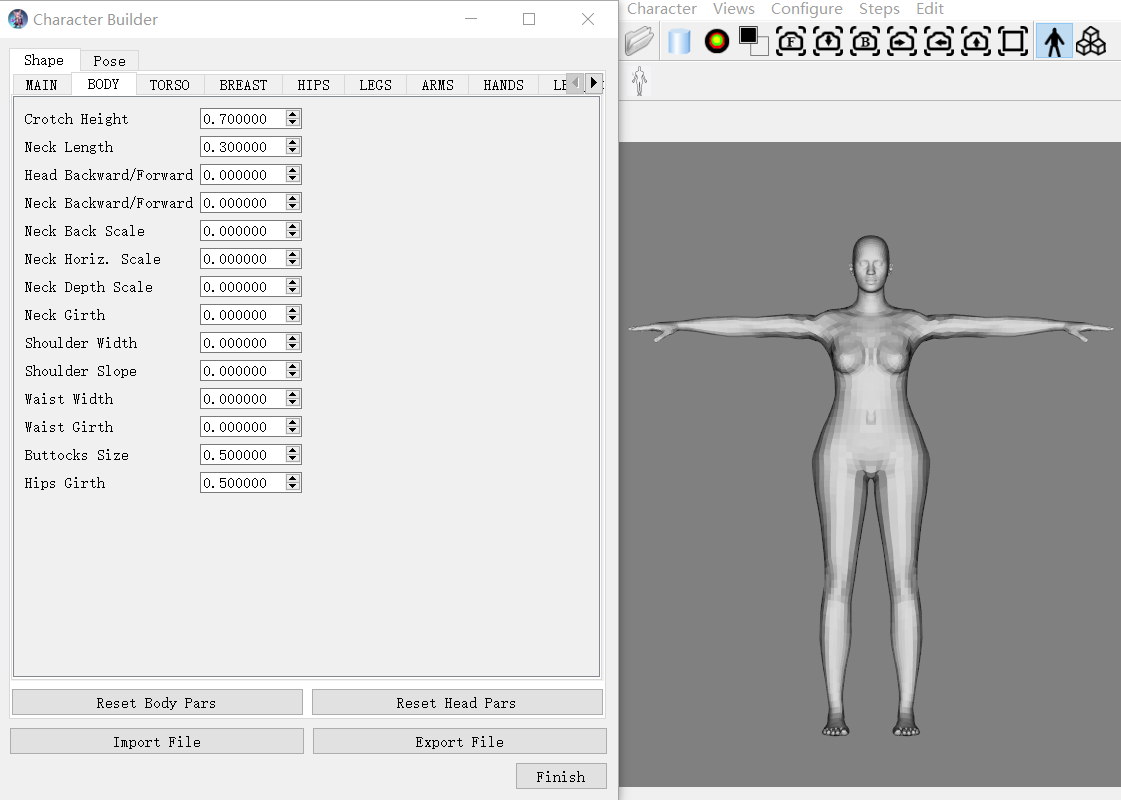 Character Builder
Character Views Configure Steps Edit
Shape Pose
MAIN BODY TORSO BREAST HIPS LEGS ARMS HANDS
Crotch Height 0.700000
Neck Length 0.300000
Head Backward/Forward 0.000000
Neck Backward/Forward 0.000000
Neck Back Scale 0.000000
Neck Horiz. Scale 0.000000
Neck Depth Scale 0.000000
Neck Girth 0.000000
Shoulder Width 0.000000
Shoulder Slope 0.000000
Waist Width 0.000000
Waist Girth 0.000000
Buttocks Size 0.500000
Hips Girth 0.500000
Reset Body Pars Reset Head Pars
Import File Export File
Finish
F
B